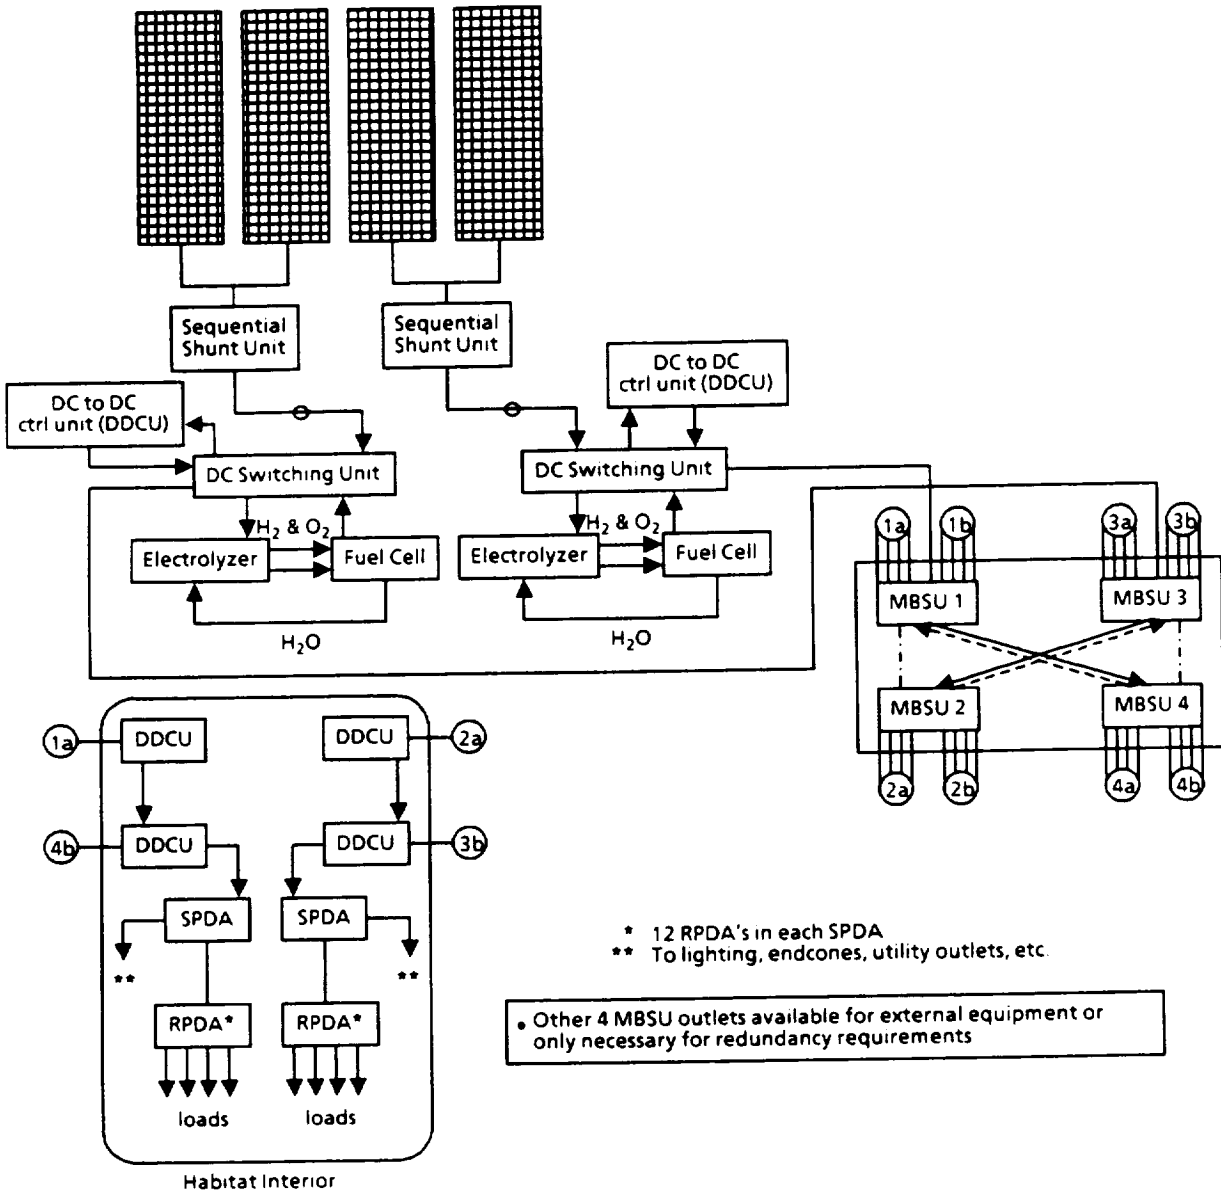 Sequential
Shunt Unit
Sequential
Shunt Unit
DC to DC
ctrl unit (DDCU)
DC to DC
ctrl unit (DDCU)
DC Switching Unit
DC Switching Unit
H2 & O2
H2 & O2
Electrolyzer
Fuel Cell
Electrolyzer
Fuel Cell
H2O
H2O
1a
1b
3a
3b
MBSU 1
MBSU 3
MBSU 2
MBSU 4
2a
2b
4a
4b
1a
DDCU
DDCU
2a
4b
DDCU
DDCU
3b
SPDA
SPDA
**
**
RPDA*
RPDA*
loads
loads
Habitat Interior
* 12 RPDA's in each SPDA
** To lighting, endcones, utility outlets, etc.
• Other 4 MBSU outlets available for external equipment or
only necessary for redundancy requirements